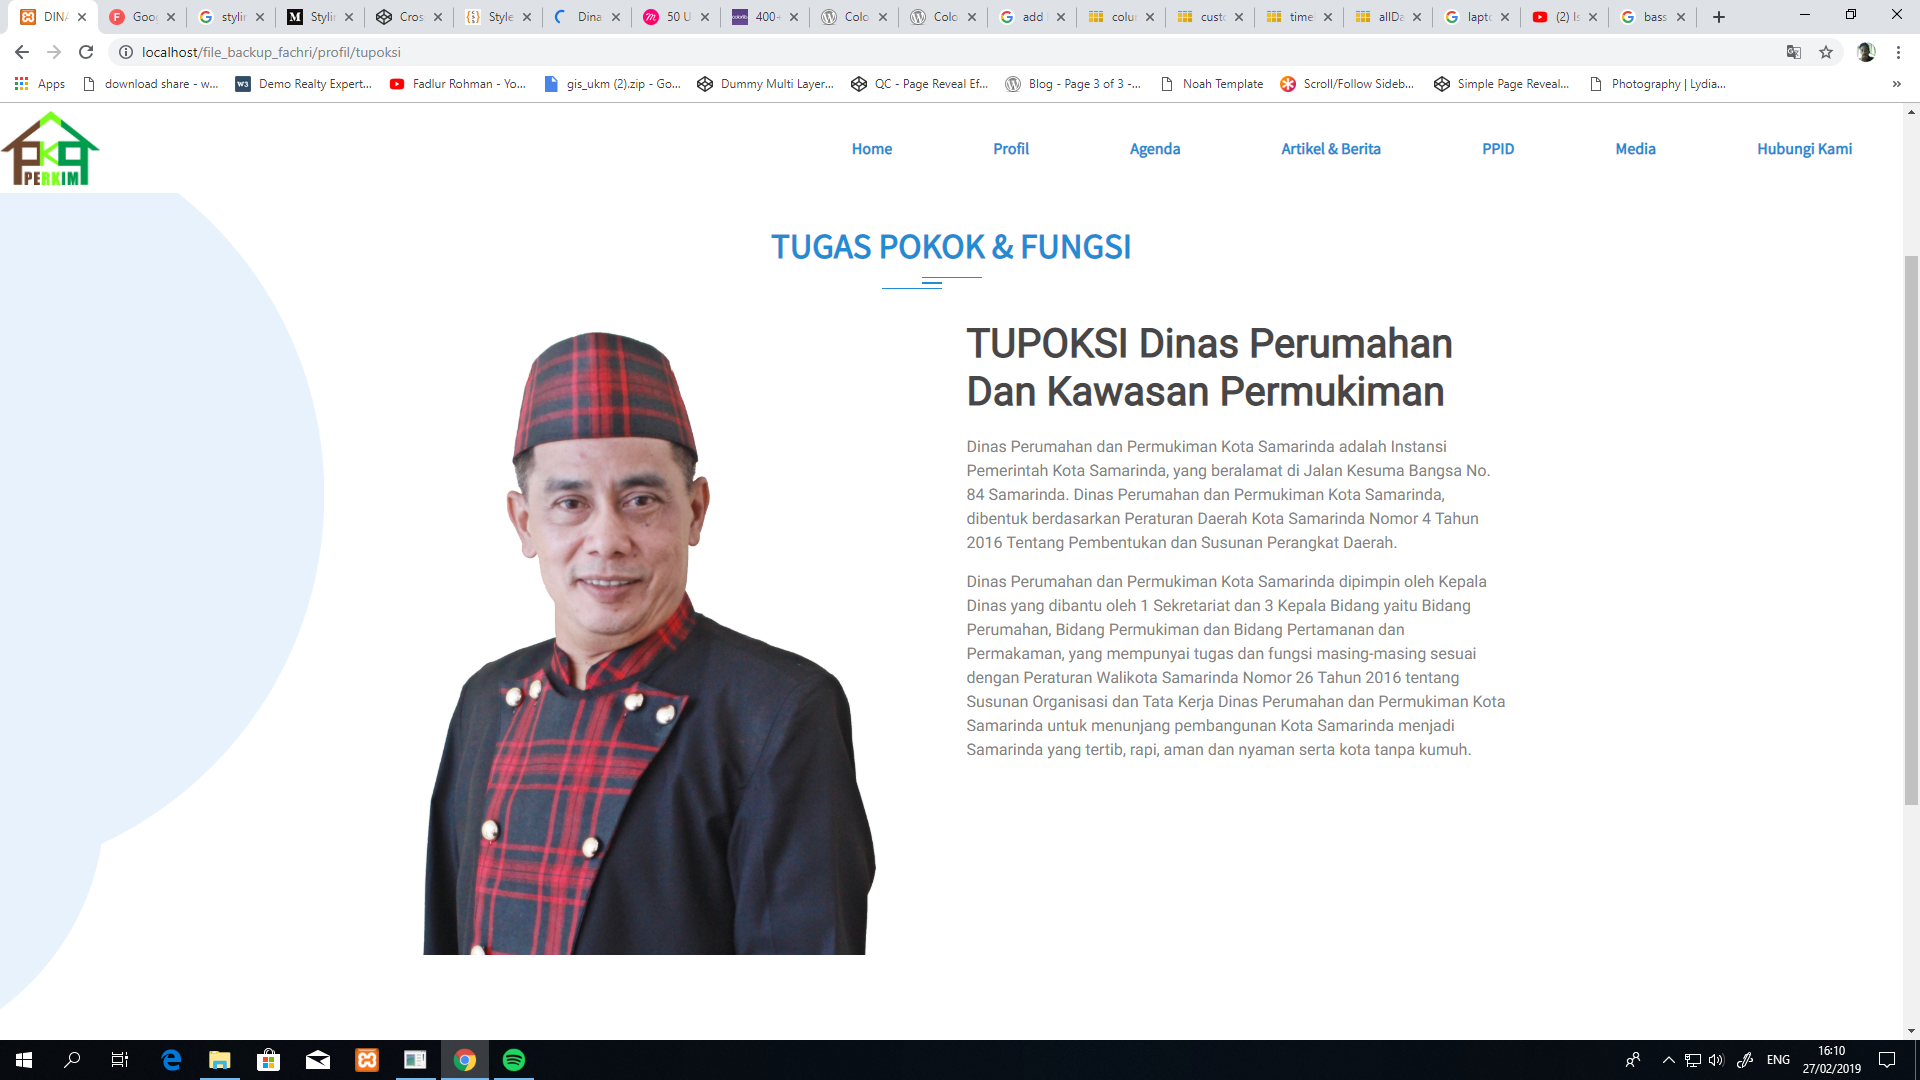 DINA
Goo
stylin
Stylin
Cros
Style
Dina
50 U
400+
Colo
Colo
add
colu
cust
time
allDa
lapt
(2) Is
bass
localhost/file_backup_fachri/profil/tupoksi
Apps
download share - w...
Demo Realty Expert...
Fadlur Rohman - Yo...
gis_ukm (2).zip - Go...
Dummy Multi Layer...
QC - Page Reveal Ef...
Blog - Page 3 of 3 -...
Noah Template
Scroll/Follow Sideb...
Simple Page Reveal...
Photography | Lydia...
PKP
PERKIM
Home
Profil
Agenda
Artikel & Berita
PPID
Media
Hubungi Kami
TUGAS POKOK & FUNGSI
TUPOKSI Dinas Perumahan
Dan Kawasan Permukiman
Dinas Perumahan dan Permukiman Kota Samarinda adalah Instansi
Pemerintah Kota Samarinda, yang beralamat di Jalan Kesuma Bangsa No.
84 Samarinda. Dinas Perumahan dan Permukiman Kota Samarinda,
dibentuk berdasarkan Peraturan Daerah Kota Samarinda Nomor 4 Tahun
2016 Tentang Pembentukan dan Susunan Perangkat Daerah.
Dinas Perumahan dan Permukiman Kota Samarinda dipimpin oleh Kepala
Dinas yang dibantu oleh 1 Sekretariat dan 3 Kepala Bidang yaitu Bidang
Perumahan, Bidang Permukiman dan Bidang Pertamanan dan
Permakaman, yang mempunyai tugas dan fungsi masing-masing sesuai
dengan Peraturan Walikota Samarinda Nomor 26 Tahun 2016 tentang
Susunan Organisasi dan Tata Kerja Dinas Perumahan dan Permukiman Kota
Samarinda untuk menunjang pembangunan Kota Samarinda menjadi
Samarinda yang tertib, rapi, aman dan nyaman serta kota tanpa kumuh.
ENG
16:10
27/02/2019